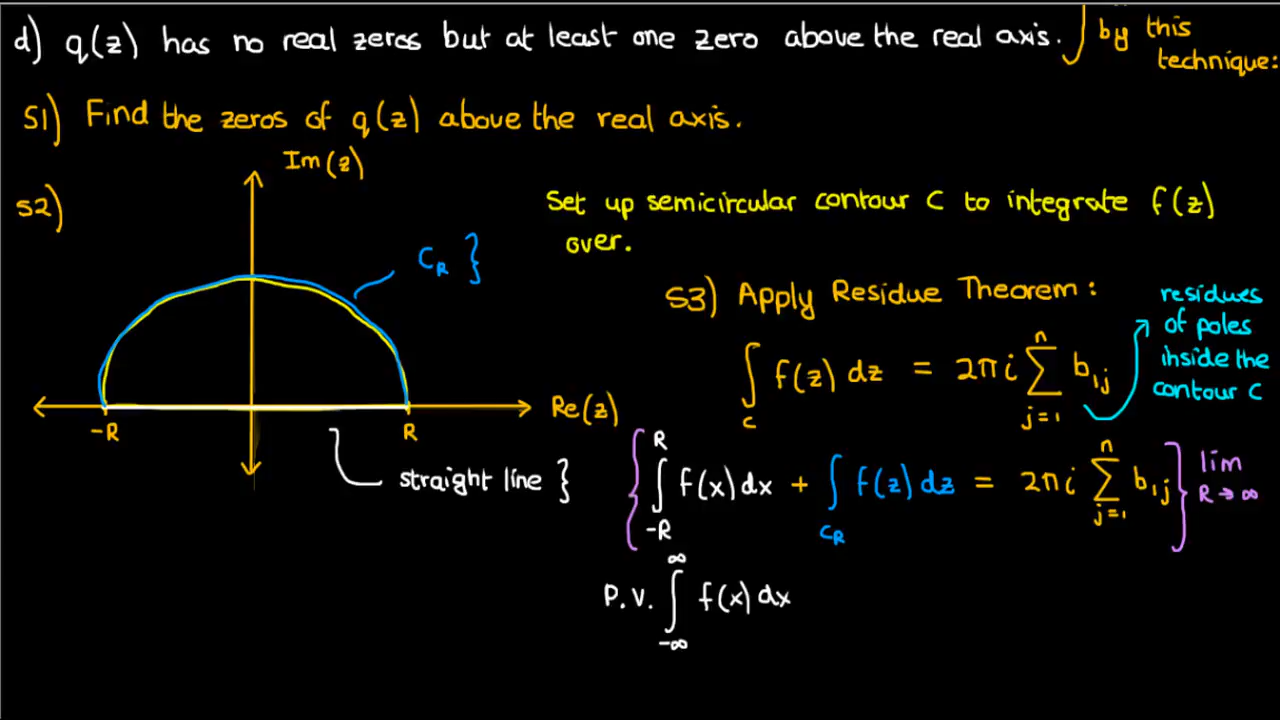 d) q(z) has no real zeros but at least one zero above the real axis.
by this
technique:
S1) Find the zeros of q(z) above the real axis.
S2)
Im(z)
Re(z)
-R
R
C_R }
straight line }
Set up semicircular contour C to integrate f(z)
over.
S3) Apply Residue Theorem:
∫_C f(z) dz = 2πi ∑_{j=1}^{n} b_{1j}
residues
of poles
inside the
contour C
{ ∫_{-R}^{R} f(x) dx + ∫_{C_R} f(z) dz = 2πi ∑_{j=1}^{n} b_{1j} } lim_{R→∞}
P.V. ∫_{-∞}^{∞} f(x) dx